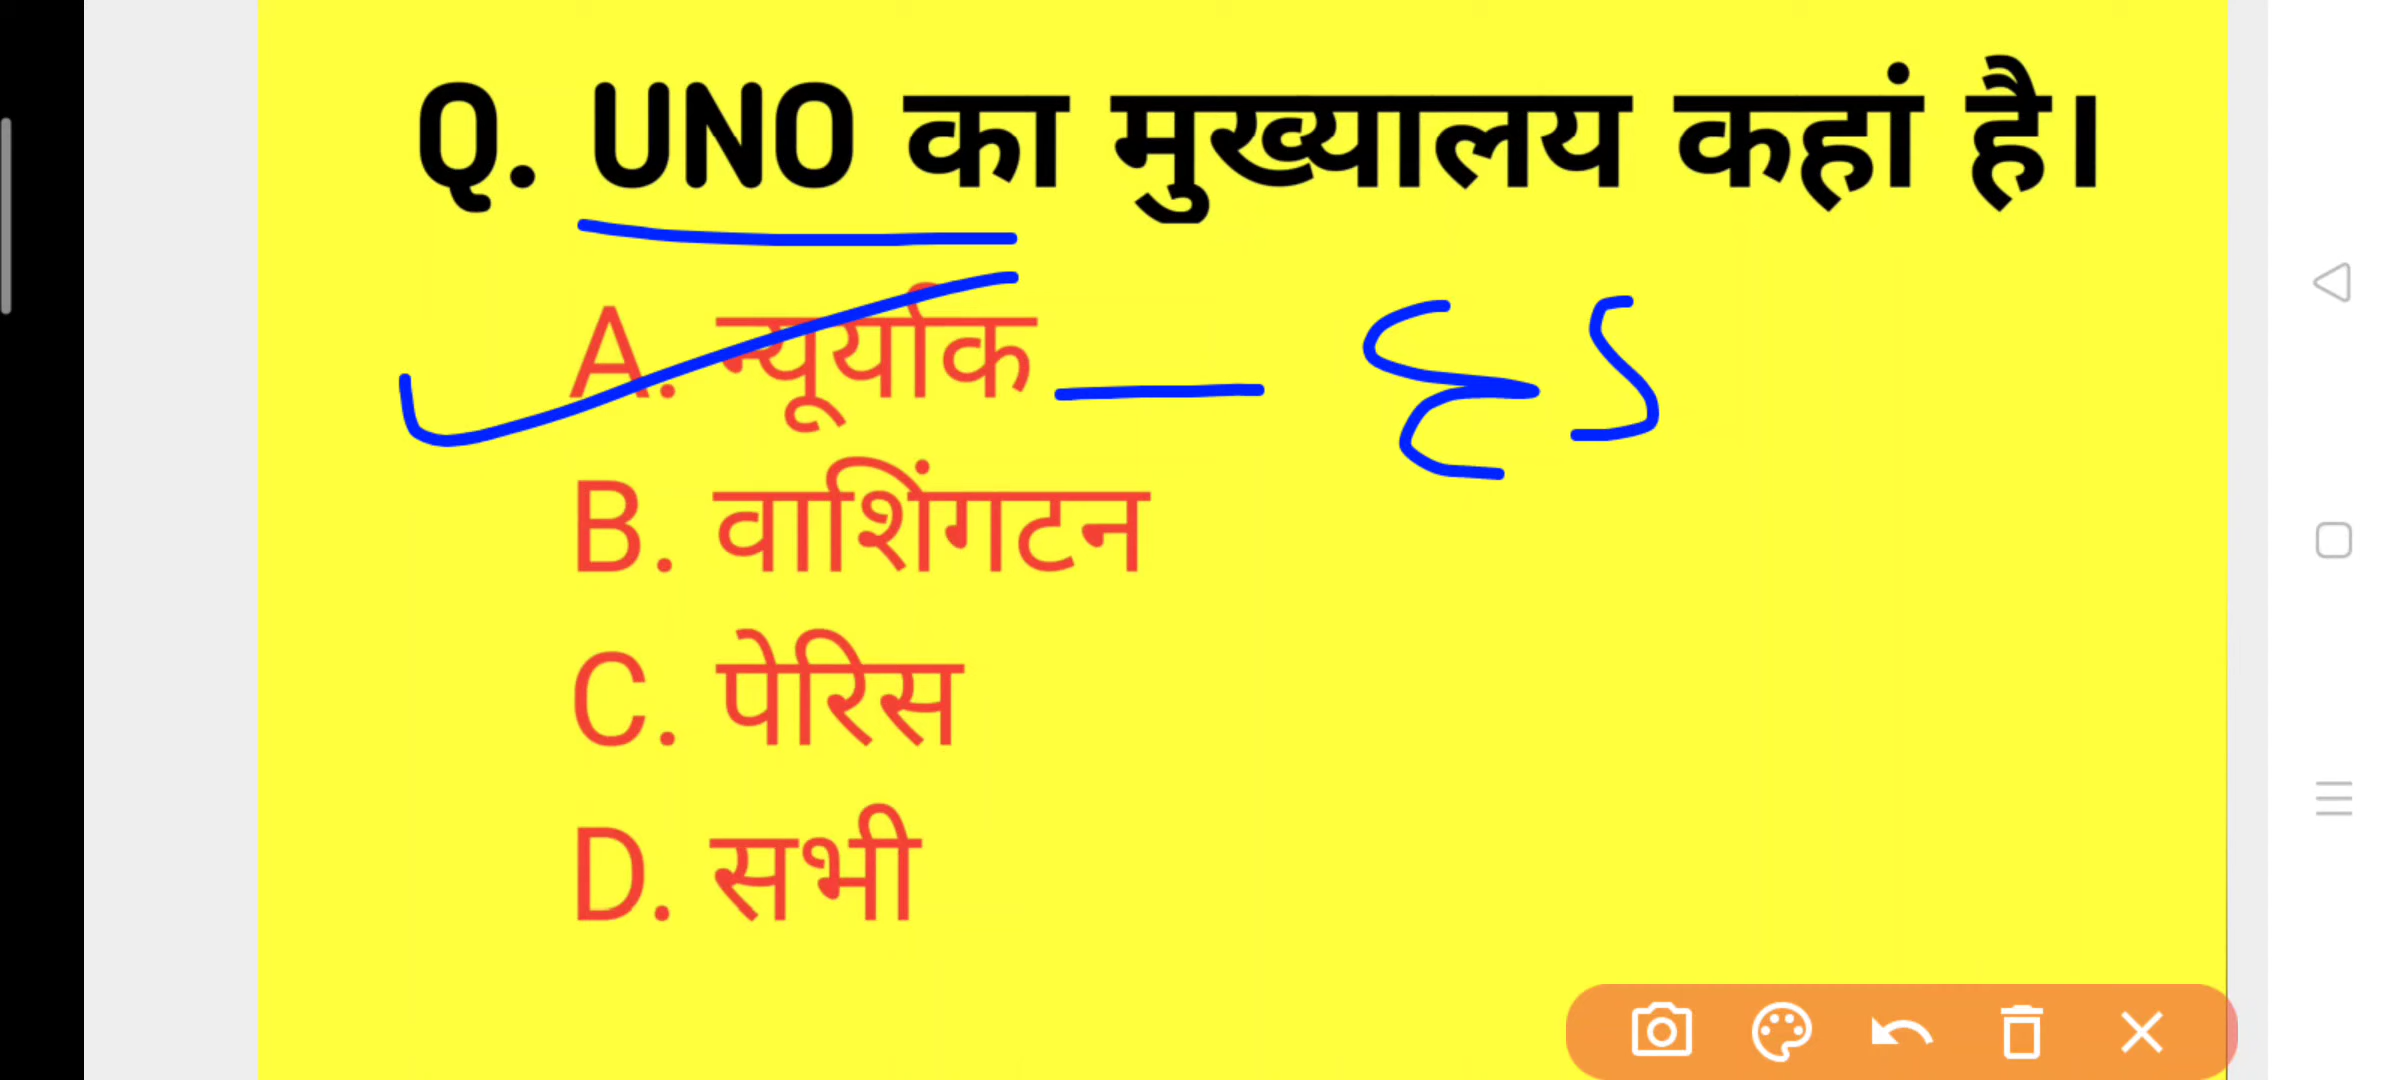 Q. UNO का मुख्यालय कहां है।
A. न्यूर्याक
B. वाशिंगटन
C. पेरिस
D. सभी